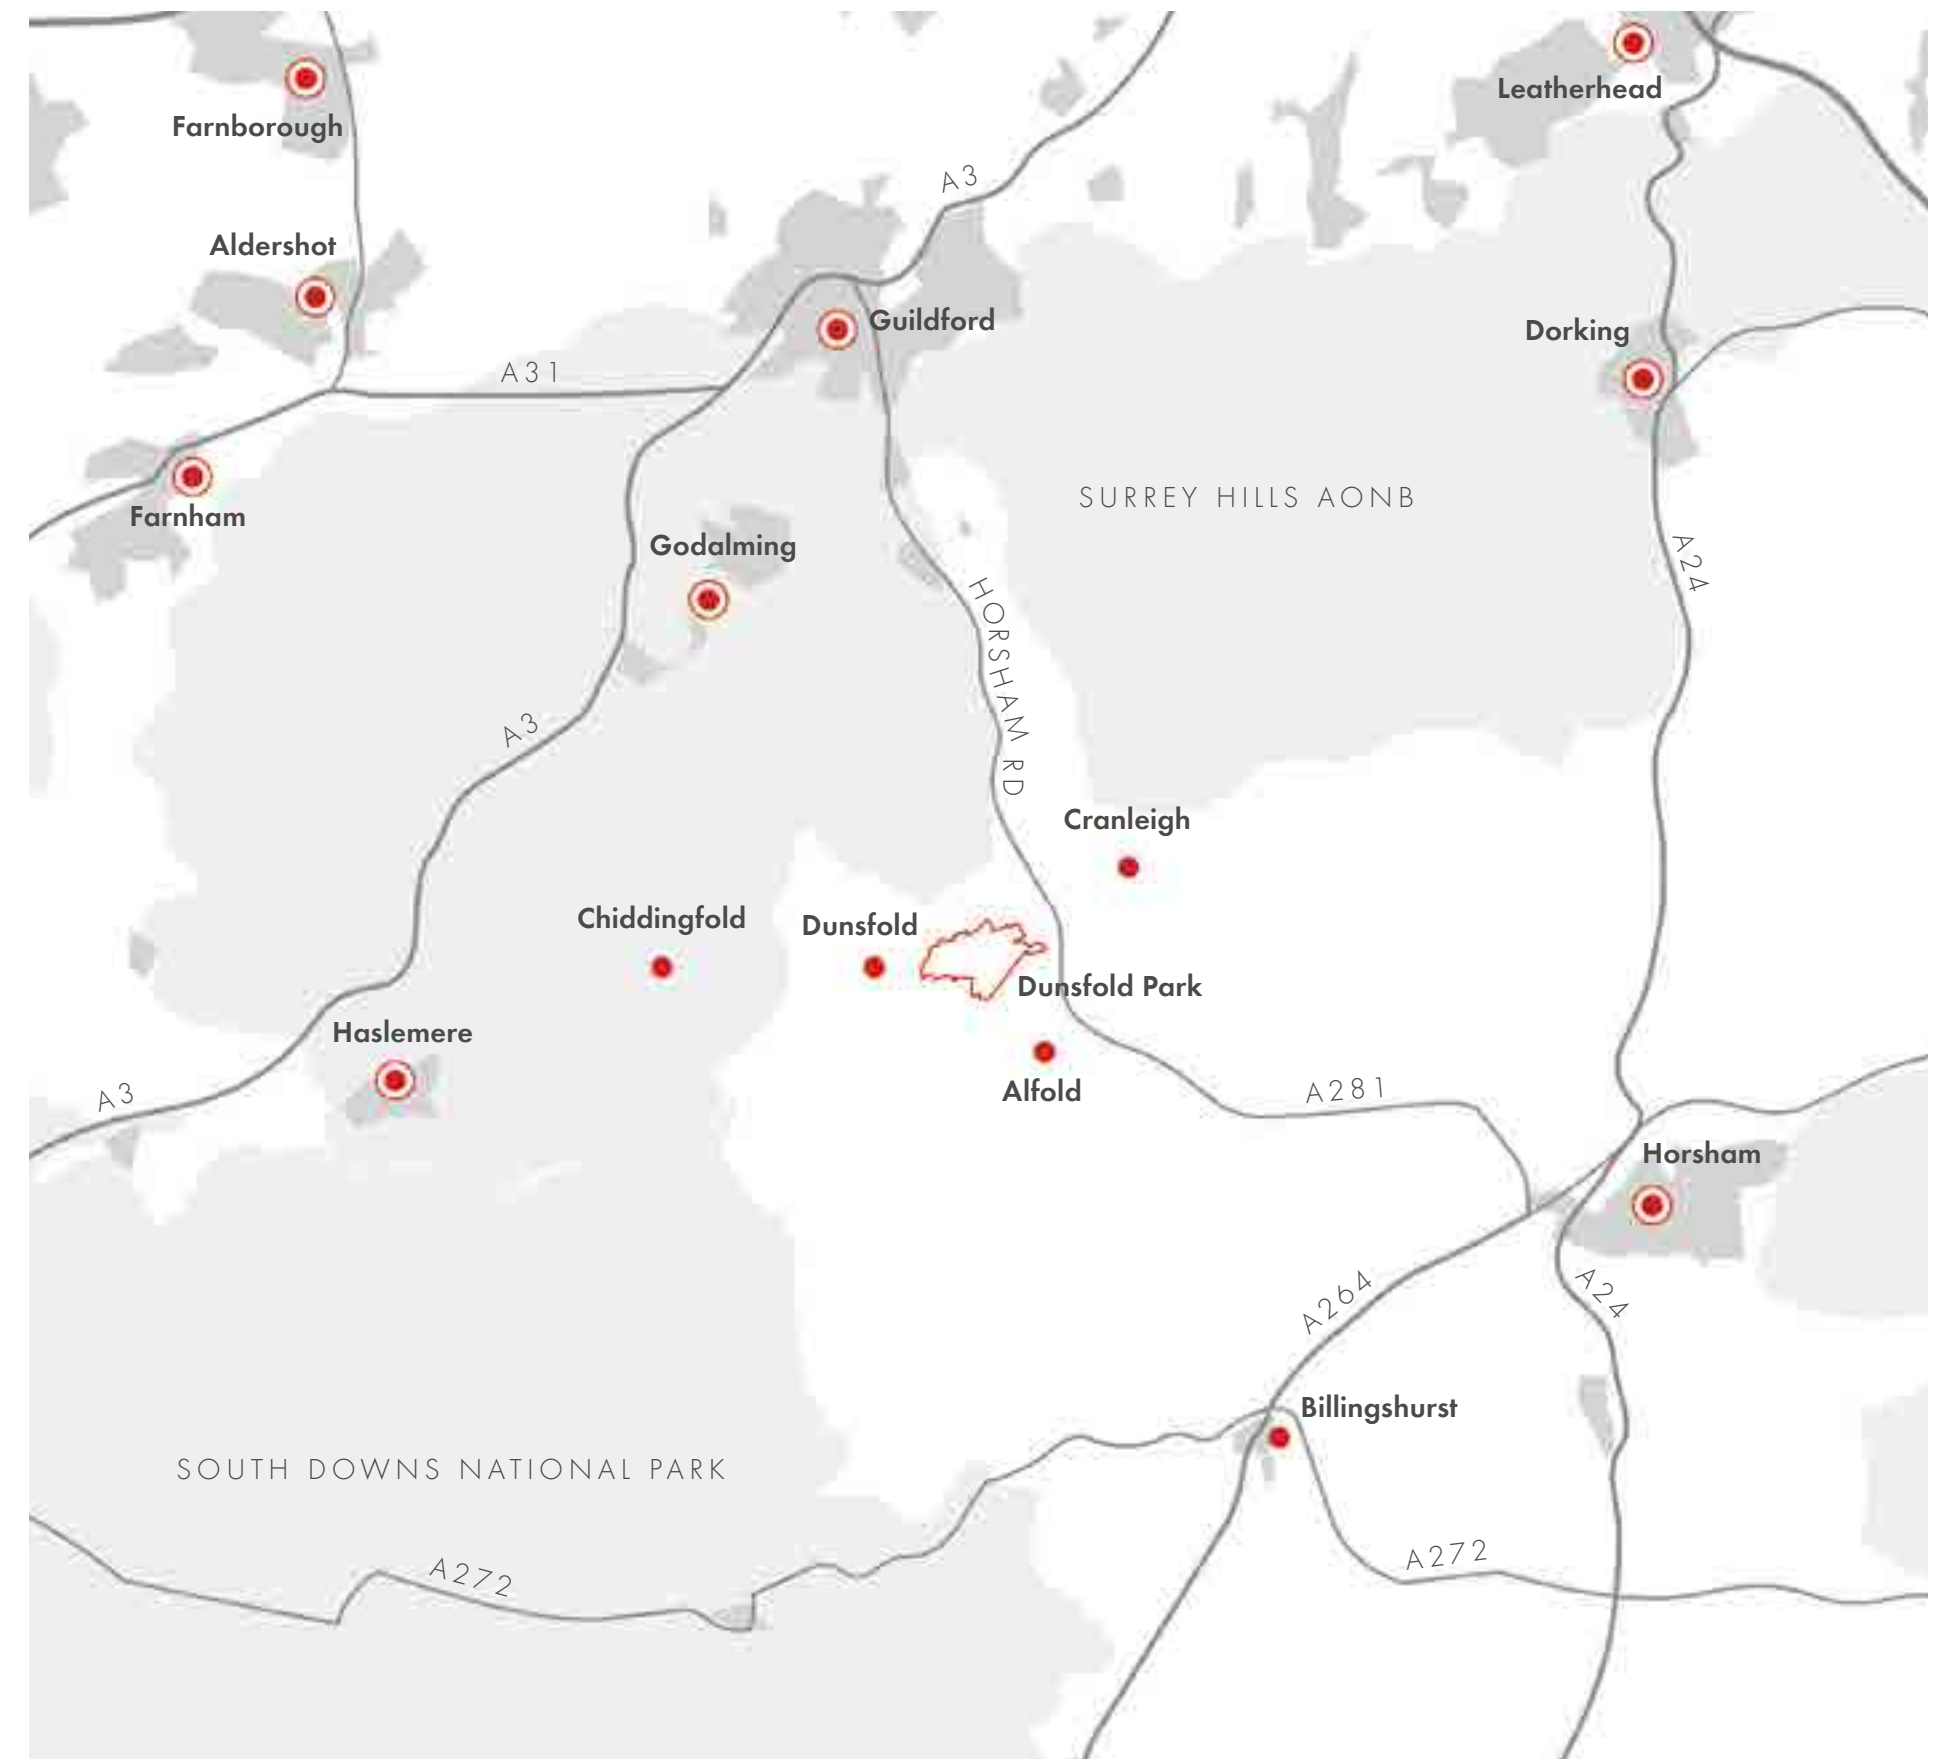 Leatherhead
Farnborough
A3
Aldershot
Guildford
Dorking
A31
SURREY HILLS AONB
Farnham
Godalming
A24
HORSHAM RD
A3
Cranleigh
Chiddingfold
Dunsfold
Dunsfold Park
Haslemere
Alfold
A281
A3
Horsham
A264
A24
Billingshurst
SOUTH DOWNS NATIONAL PARK
A272
A272